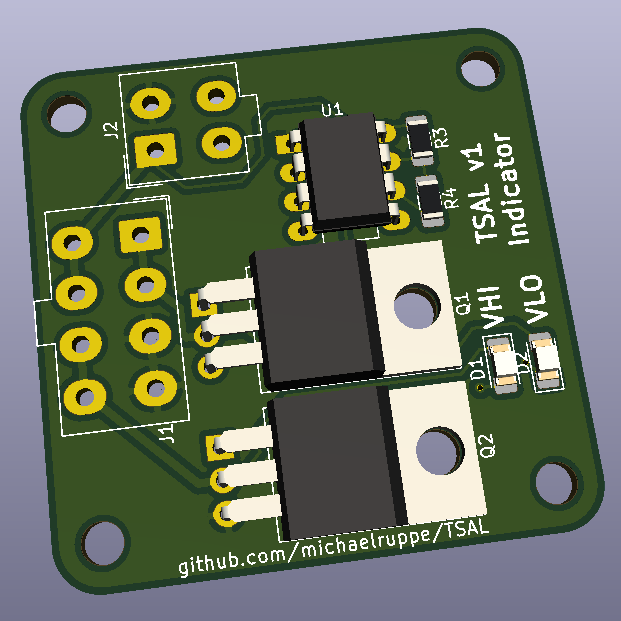 J2
U1
R3
R4
TSAL v1
Indicator
VHI
VLO
Q1
D1
D2
J1
Q2
github.com/michaelruppe/TSAL